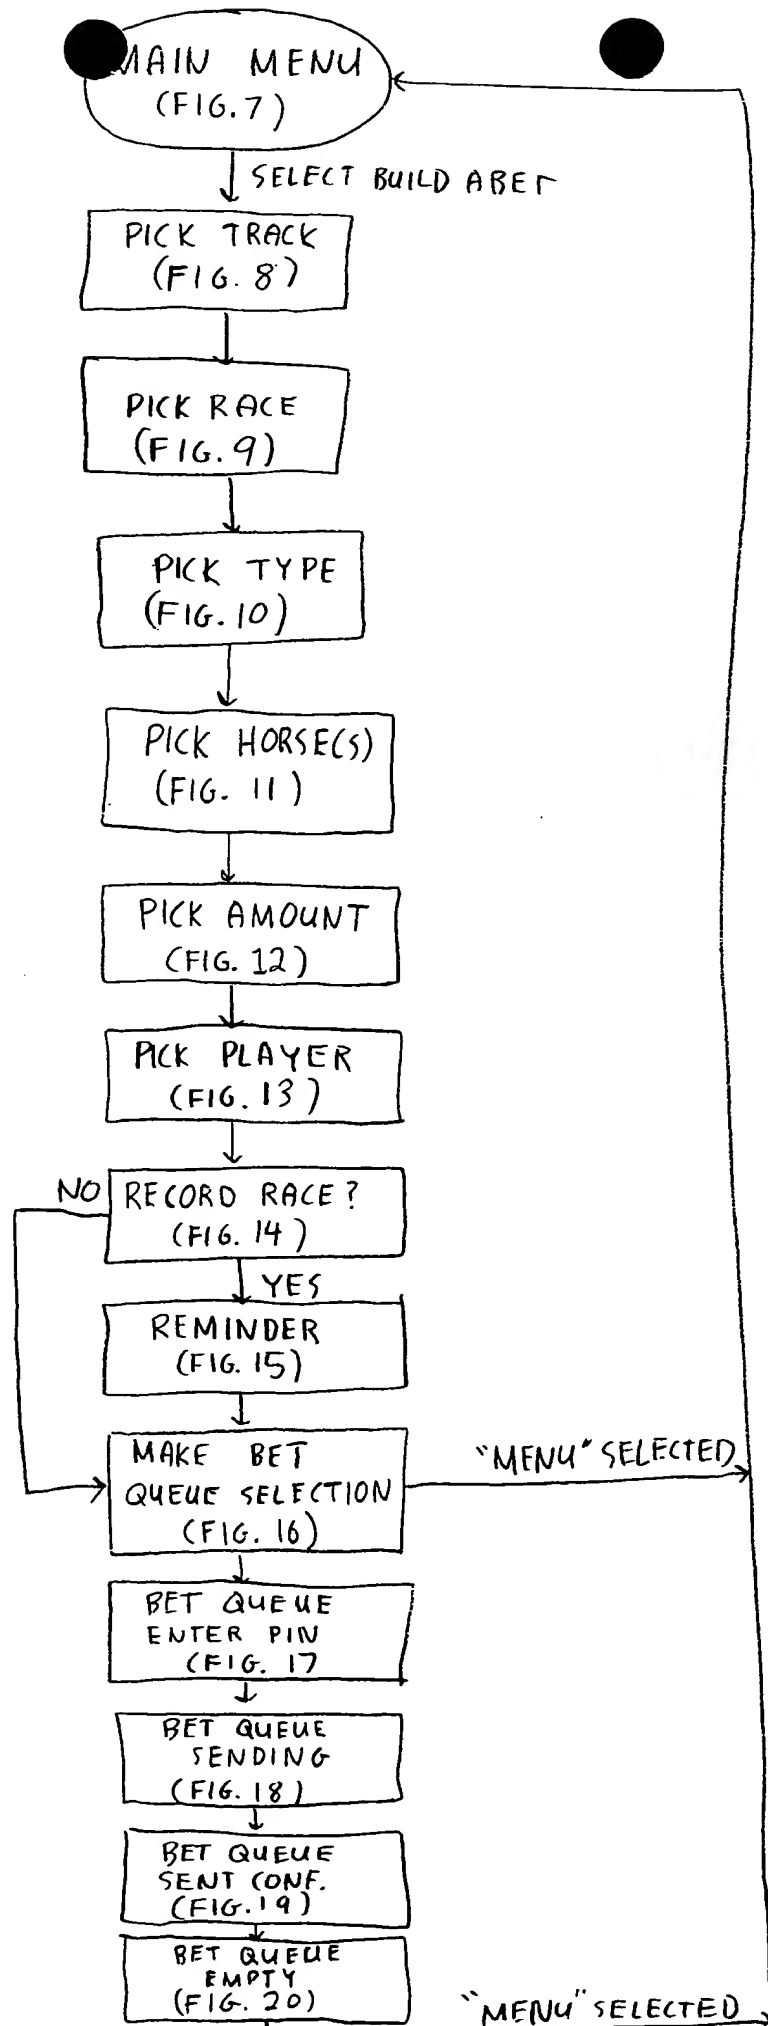 MAIN MENU
(FIG.7)
SELECT BUILD A BET
PICK TRACK
(FIG. 8)
PICK RACE
(FIG. 9)
PICK TYPE
(FIG. 10)
PICK HORSE(S)
(FIG. 11)
PICK AMOUNT
(FIG. 12)
PICK PLAYER
(FIG. 13)
NO
RECORD RACE?
(FIG. 14)
YES
REMINDER
(FIG. 15)
MAKE BET
QUEUE SELECTION
(FIG. 16)
"MENU" SELECTED
BET QUEUE
ENTER PIN
(FIG. 17
BET QUEUE
SENDING
(FIG. 18)
BET QUEUE
SENT CONF.
(FIG. 19)
BET QUEUE
EMPTY
(FIG. 20)
"MENU" SELECTED